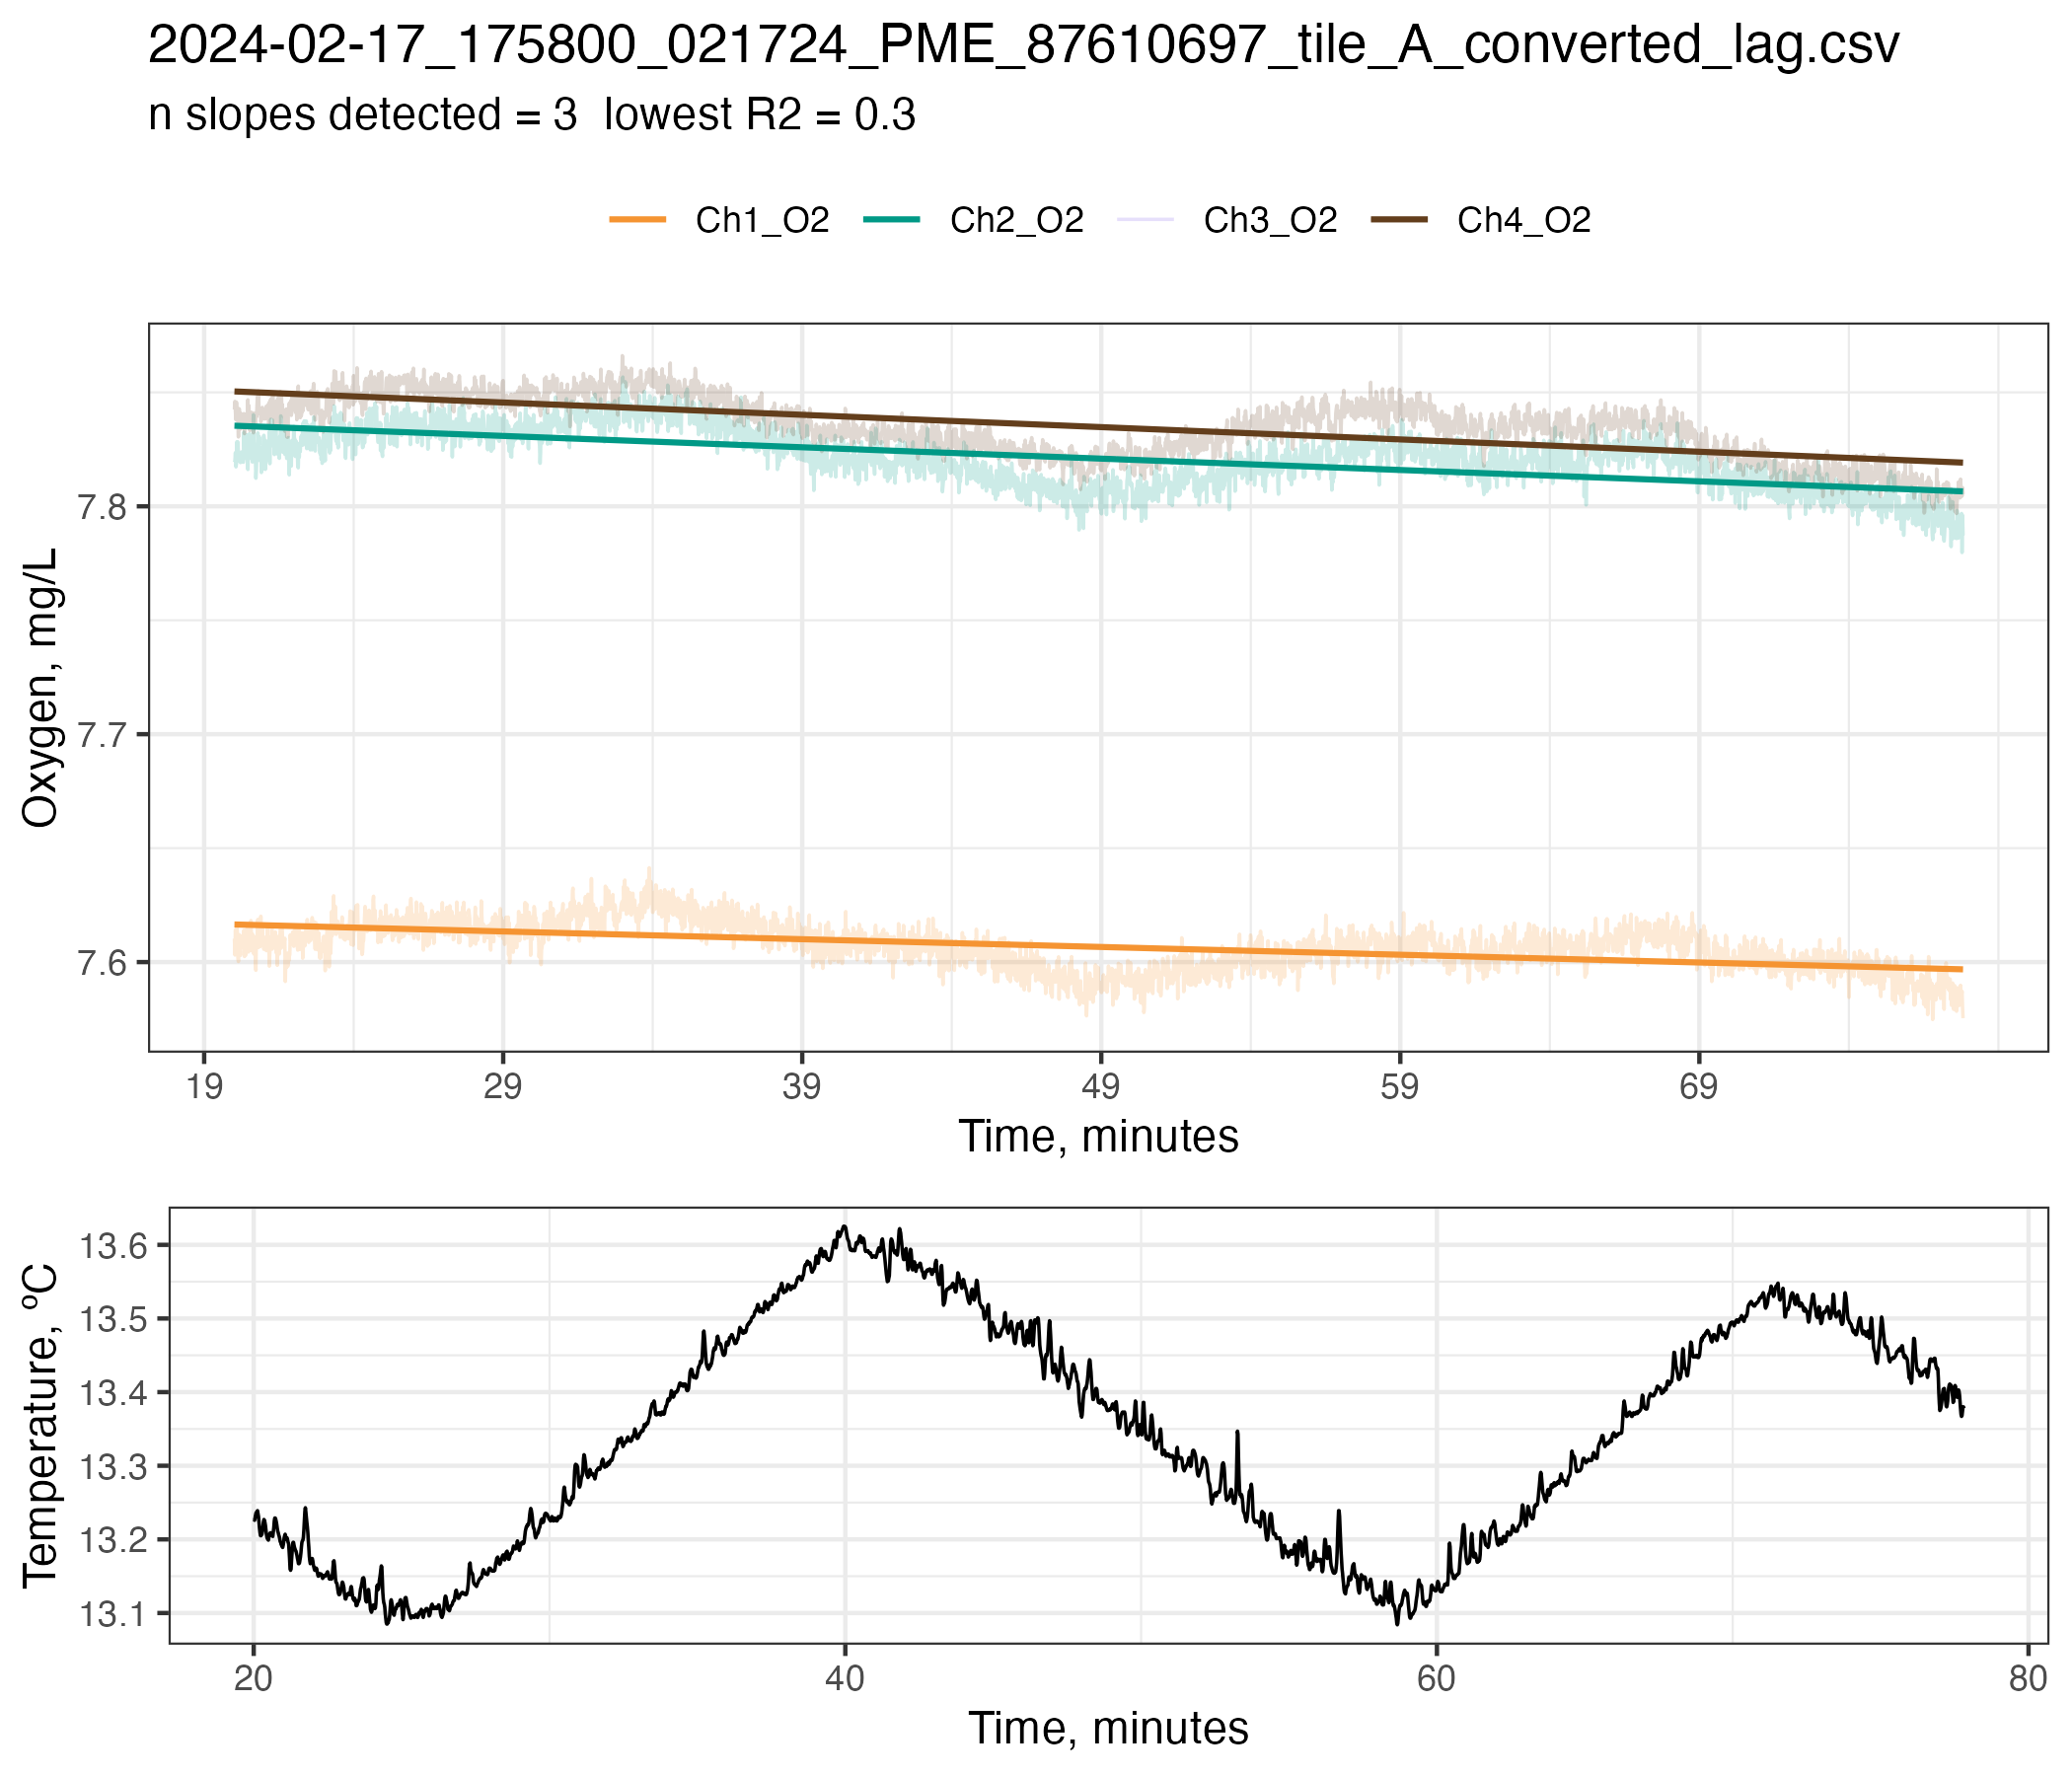 2024-02-17_175800_021724_PME_87610697_tile_A_converted_lag.csv
n slopes detected = 3  lowest R2 = 0.3
Ch1_O2 Ch2_O2 Ch3_O2 Ch4_O2
Oxygen, mg/L
7.8
7.7
7.6
19 29 39 49 59 69
Time, minutes
Temperature, ºC
13.6
13.5
13.4
13.3
13.2
13.1
20 40 60 80
Time, minutes